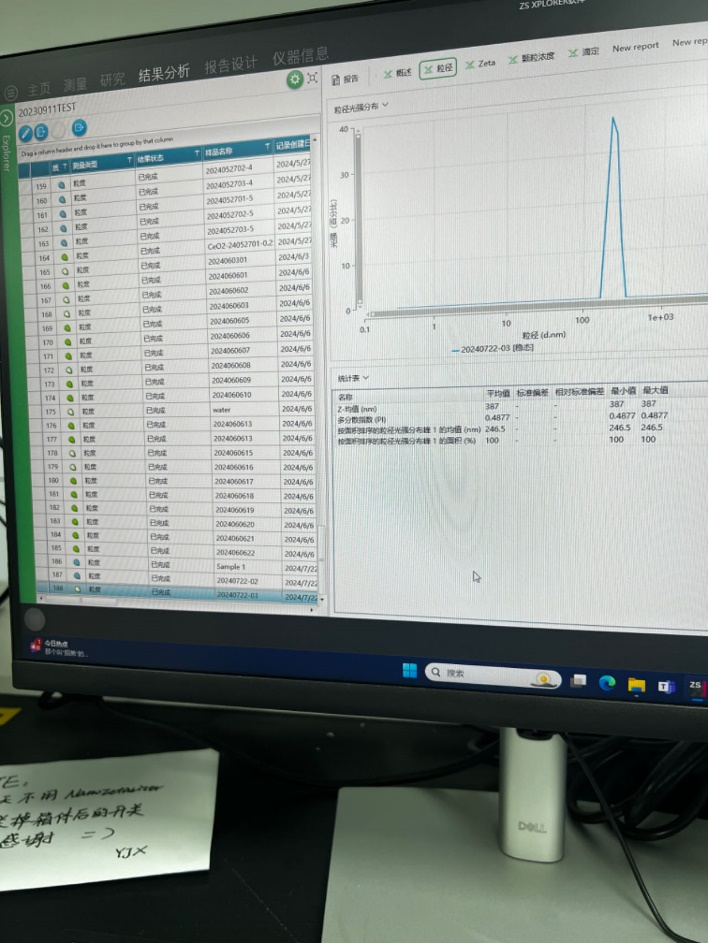 ZS XPLORER软件
主页 测量 研究 结果分析 报告设计 仪器信息
20230911TEST
Explorer
Drag a column header and drop it here to group by that column
类 测量类型 结果状态 样品名称 记录创建日
159 粒度 已完成 2024052702-4 2024/5/27
160 粒度 已完成 2024052703-4 2024/5/27
161 粒度 已完成 2024052701-5 2024/5/27
162 粒度 已完成 2024052702-5 2024/5/27
163 粒度 已完成 2024052703-5 2024/5/27
164 粒度 已完成 CeO2-24052701-0.2 2024/5/27
165 粒度 已完成 2024060301 2024/6/3
166 粒度 已完成 2024060601 2024/6/6
167 粒度 已完成 2024060602 2024/6/6
168 粒度 已完成 2024060603 2024/6/6
169 粒度 已完成 2024060605 2024/6/6
170 粒度 已完成 2024060606 2024/6/6
171 粒度 已完成 2024060607 2024/6/6
172 粒度 已完成 2024060608 2024/6/6
173 粒度 已完成 2024060609 2024/6/6
174 粒度 已完成 2024060610 2024/6/6
175 粒度 已完成 water 2024/6/6
176 粒度 已完成 2024060613 2024/6/6
177 粒度 已完成 2024060613 2024/6/6
178 粒度 已完成 2024060615 2024/6/6
179 粒度 已完成 2024060616 2024/6/6
180 粒度 已完成 2024060617 2024/6/6
181 粒度 已完成 2024060618 2024/6/6
182 粒度 已完成 2024060619 2024/6/6
183 粒度 已完成 2024060620 2024/6/6
184 粒度 已完成 2024060621 2024/6/6
185 粒度 已完成 2024060622 2024/6/6
186 粒度 已完成 Sample 1 2024/7/22
187 粒度 已完成 20240722-02 2024/7/22
188 粒度 已完成 20240722-03 2024/7/22
报告 概述 粒径 Zeta 颗粒浓度 滴定 New report New rep
粒径光强分布
光强 (百分比)
40
30
20
10
0
0.1 1 10 100 1e+03
粒径 (d.nm)
20240722-03 [稳态]
统计表
名称 平均值 标准偏差 相对标准偏差 最小值 最大值
Z-均值 (nm) 387 - - 387 387
多分散指数 (PI) 0.4877 - - 0.4877 0.4877
按面积排序的粒径光强分布峰 1 的均值 (nm) 246.5 - - 246.5 246.5
按面积排序的粒径光强分布峰 1 的面积 (%) 100 - - 100 100
今日热点
搜索
ZS
DELL
TE:
天不用 Nanozetasizer
关掉箱体后的开关
感谢 =)
YJX